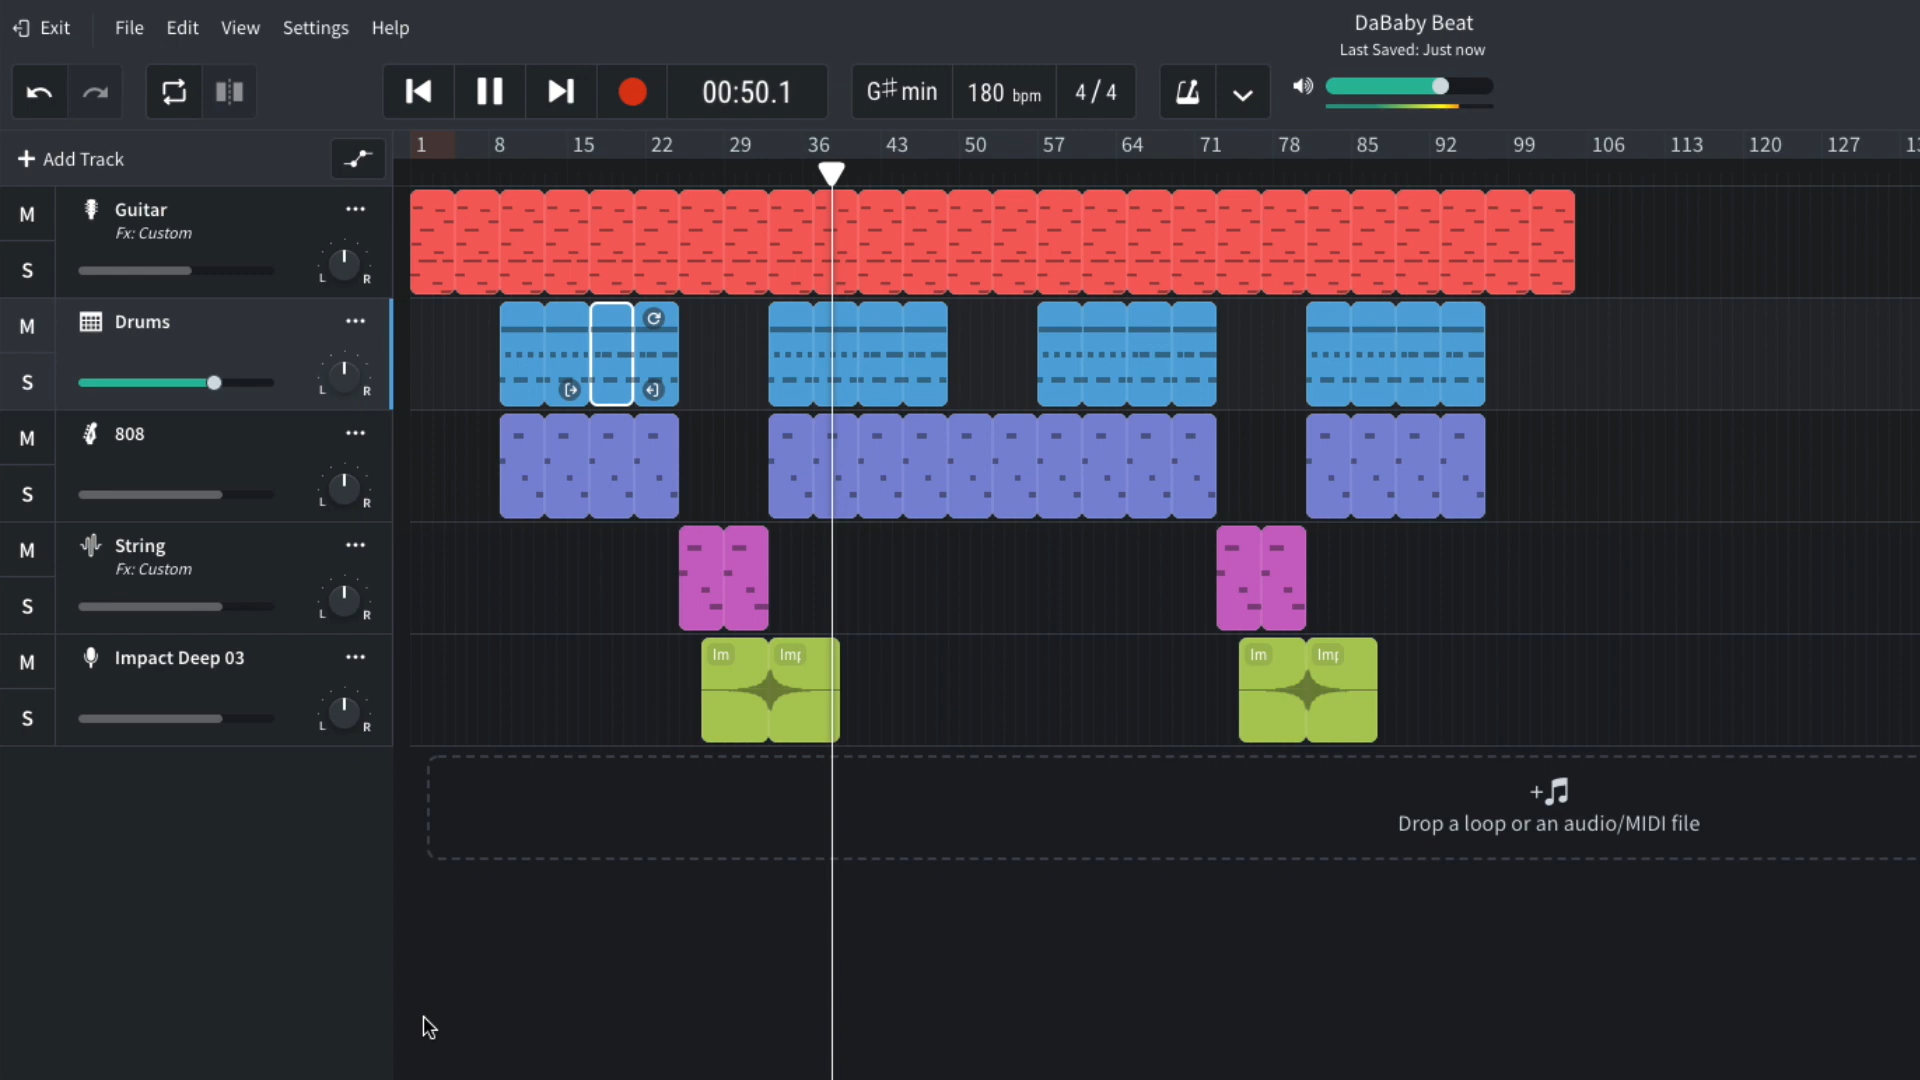 Exit File Edit View Settings Help
DaBaby Beat
Last Saved: Just now
00:50.1 G♯min 180 bpm 4/4
Add Track
1 8 15 22 29 36 43 50 57 64 71 78 85 92 99 106 113 120 127
M Guitar
Fx: Custom
S L R
M Drums
S L R
M 808
S L R
M String
Fx: Custom
S L R
M Impact Deep 03
Im Imp Im Imp
S L R
Drop a loop or an audio/MIDI file